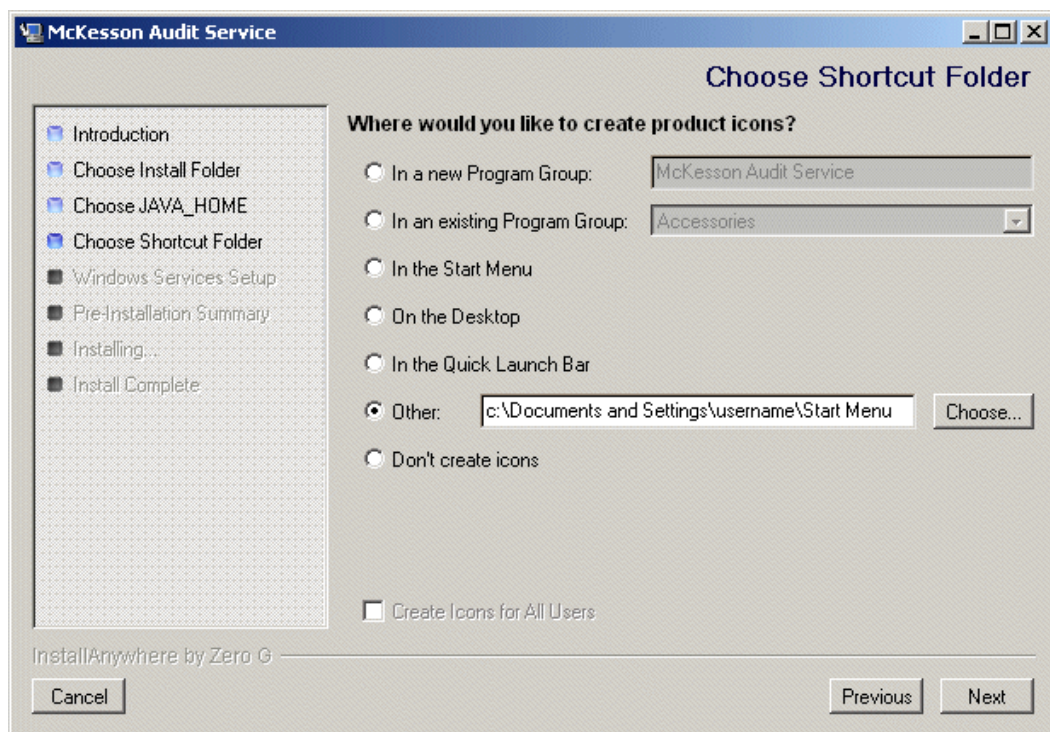 McKesson Audit Service
Choose Shortcut Folder
Introduction
Choose Install Folder
Choose JAVA_HOME
Choose Shortcut Folder
Windows Services Setup
Pre-Installation Summary
Installing...
Install Complete
Where would you like to create product icons?
In a new Program Group: McKesson Audit Service
In an existing Program Group: Accessories
In the Start Menu
On the Desktop
In the Quick Launch Bar
Other: c:\Documents and Settings\username\Start Menu Choose...
Don't create icons
Create Icons for All Users
InstallAnywhere by Zero G
Cancel Previous Next